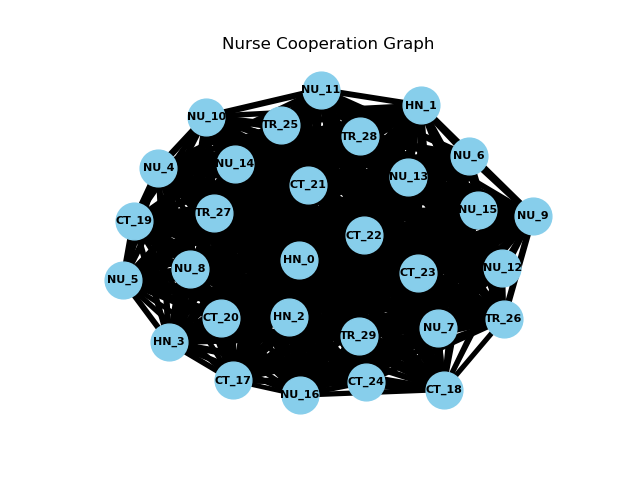 Nurse Cooperation Graph
NU_11
HN_1
NU_10
TR_25
TR_28
NU_6
NU_4
NU_14
NU_13
CT_21
NU_15
TR_27
NU_9
CT_19
CT_22
HN_0
NU_8
NU_12
CT_23
NU_5
HN_2
CT_20
TR_26
NU_7
TR_29
HN_3
CT_17
CT_24
CT_18
NU_16